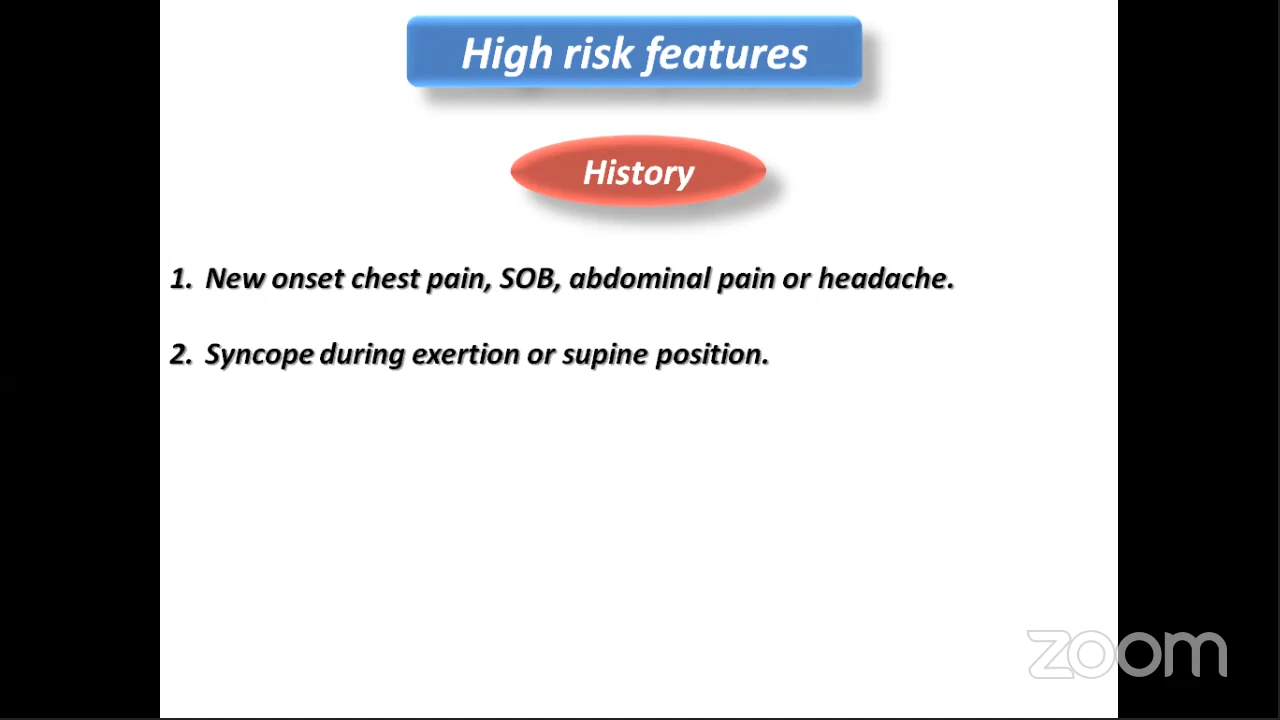 High risk features
History
1. New onset chest pain, SOB, abdominal pain or headache.
2. Syncope during exertion or supine position.
zoom